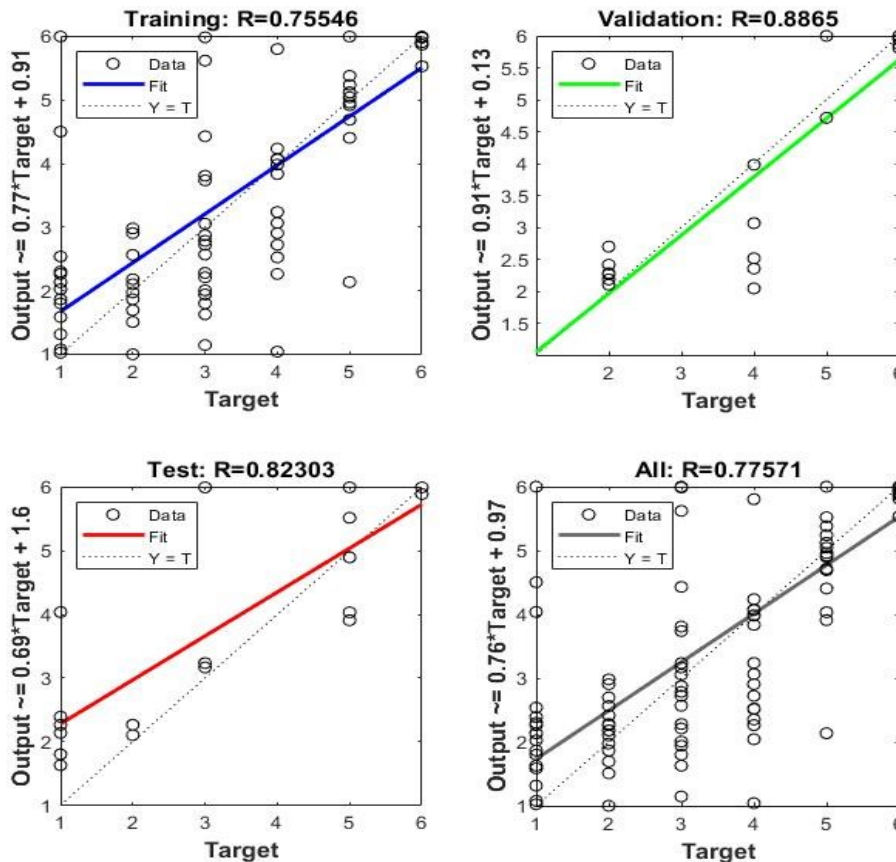 Training: R=0.75546
Output ~= 0.77*Target + 0.91
6
5
4
3
2
1
Data
Fit
Y = T
1 2 3 4 5 6
Target
Validation: R=0.8865
Output ~= 0.91*Target + 0.13
6
5.5
5
4.5
4
3.5
3
2.5
2
1.5
Data
Fit
Y = T
2 3 4 5 6
Target
Test: R=0.82303
Output ~= 0.69*Target + 1.6
6
5
4
3
2
1
Data
Fit
Y = T
1 2 3 4 5 6
Target
All: R=0.77571
Output ~= 0.76*Target + 0.97
6
5
4
3
2
1
Data
Fit
Y = T
1 2 3 4 5 6
Target